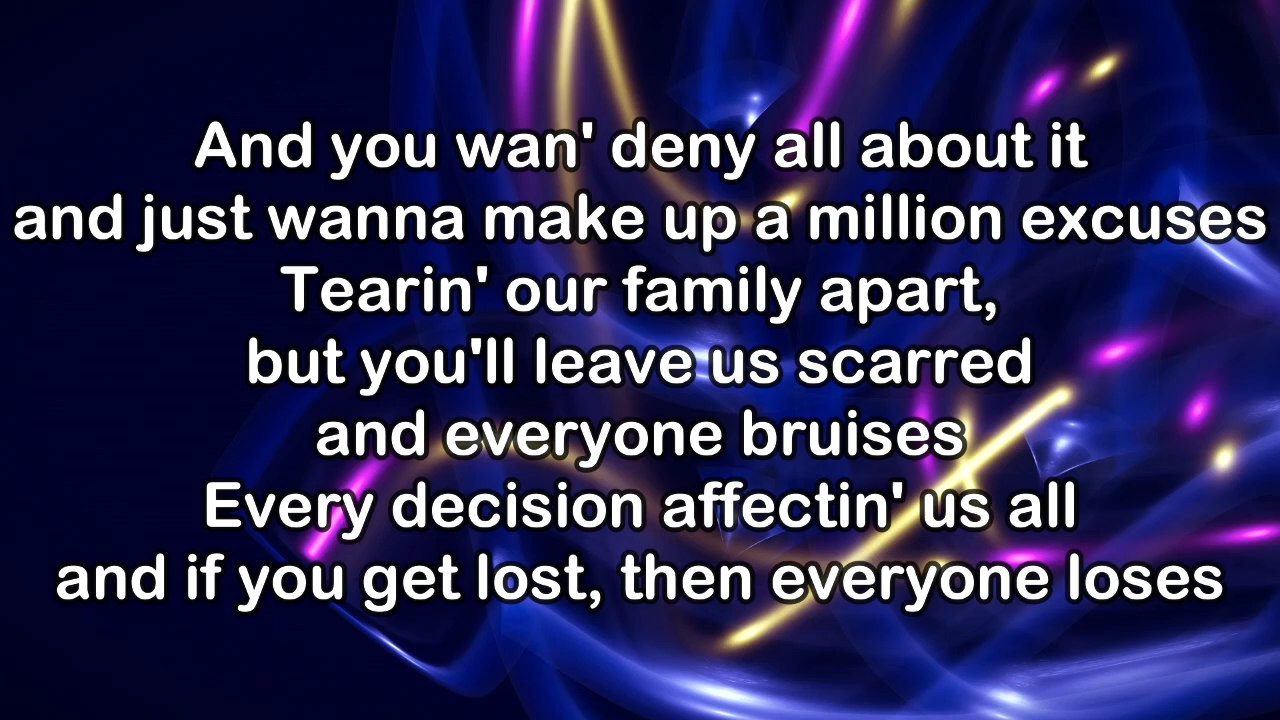 And you wan' deny all about it
and just wanna make up a million excuses
Tearin' our family apart,
but you'll leave us scarred
and everyone bruises
Every decision affectin' us all
and if you get lost, then everyone loses